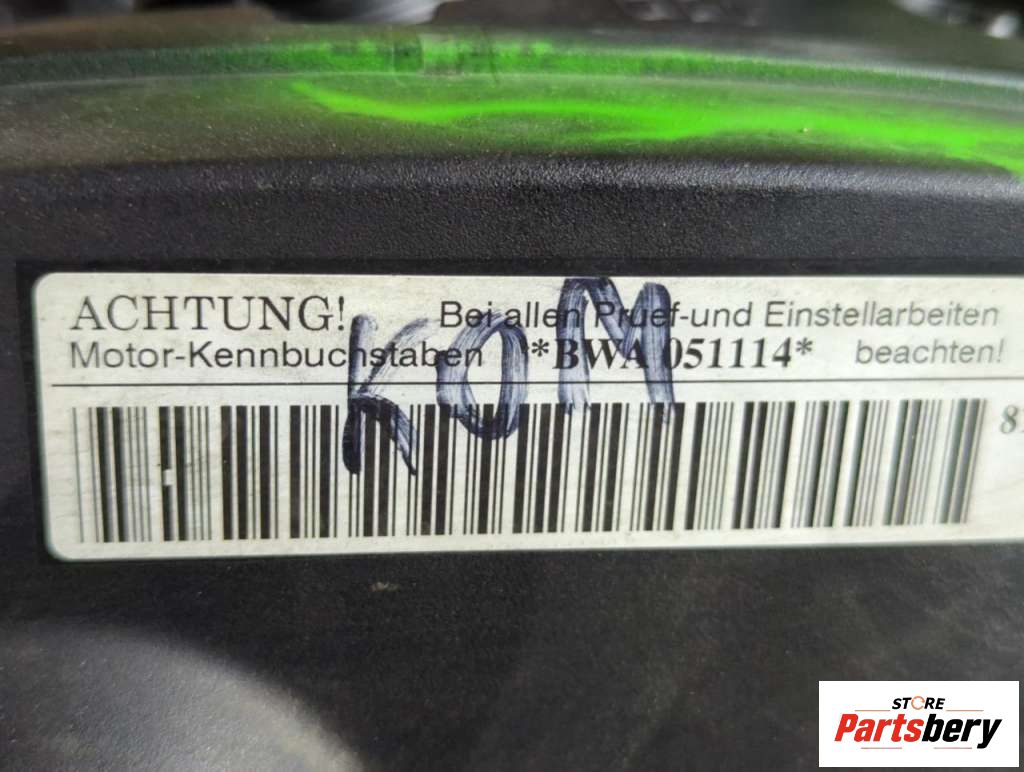 ACHTUNG! Bei allen Pruef-und Einstellarbeiten
Motor-Kennbuchstaben **BWA 051114* beachten!
KOM
STORE
Partsbery